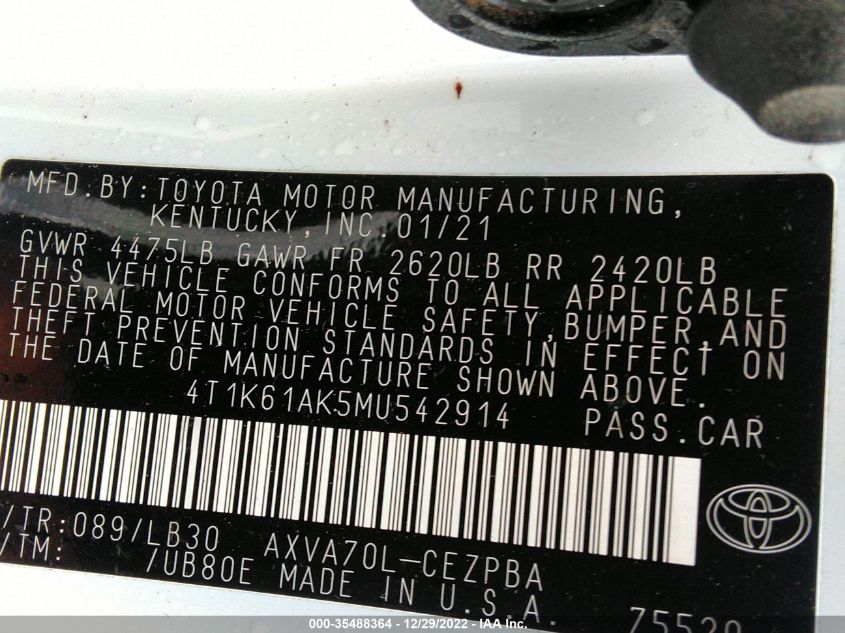 MFD.BY:TOYOTA MOTOR MANUFACTURING,
KENTUCKY,INC.01/21
GVWR 4475LB GAWR FR 2620LB RR 2420LB
THIS VEHICLE CONFORMS TO ALL APPLICABLE
FEDERAL MOTOR VEHICLE SAFETY,BUMPER,AND
THEFT PREVENTION STANDARDS IN EFFECT ON
THE DATE OF MANUFACTURE SHOWN ABOVE.
4T1K61AK5MU542914 PASS.CAR
/TR:089/LB30 AXVA70L-CEZPBA
/TM: /UB80E MADE IN U.S.A. 75520
000-35488364 - 12/29/2022 - IAA Inc.